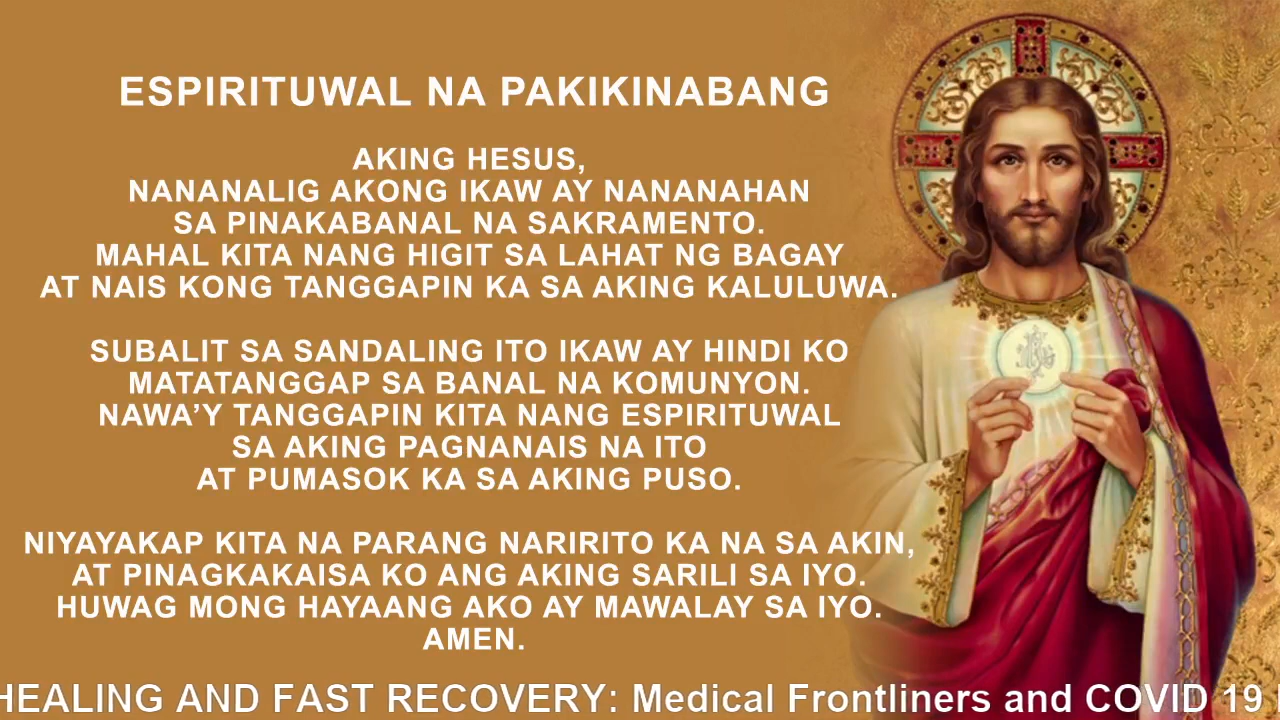 ESPIRITUWAL NA PAKIKINABANG
AKING HESUS,
NANANALIG AKONG IKAW AY NANANAHAN
SA PINAKABANAL NA SAKRAMENTO.
MAHAL KITA NANG HIGIT SA LAHAT NG BAGAY
AT NAIS KONG TANGGAPIN KA SA AKING KALULUWA.
SUBALIT SA SANDALING ITO IKAW AY HINDI KO
MATATANGGAP SA BANAL NA KOMUNYON.
NAWA’Y TANGGAPIN KITA NANG ESPIRITUWAL
SA AKING PAGNANAIS NA ITO
AT PUMASOK KA SA AKING PUSO.
NIYAYAKAP KITA NA PARANG NARIRITO KA NA SA AKIN,
AT PINAGKAKAISA KO ANG AKING SARILI SA IYO.
HUWAG MONG HAYAANG AKO AY MAWALAY SA IYO.
AMEN.
HEALING AND FAST RECOVERY: Medical Frontliners and COVID 19